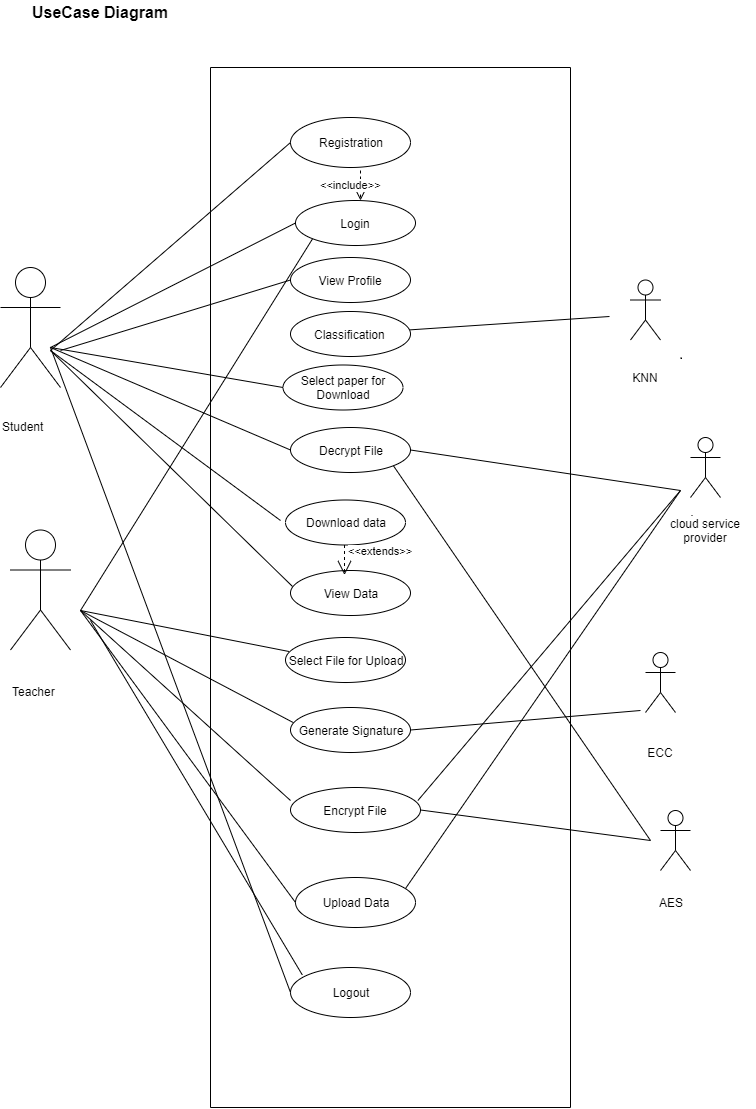 UseCase Diagram
Registration
<<include>>
Login
View Profile
Classification
KNN
Select paper for
Download
Student
Decrypt File
Download data
cloud service
provider
<<extends>>
View Data
Select File for Upload
Teacher
Generate Signature
ECC
Encrypt File
Upload Data
AES
Logout